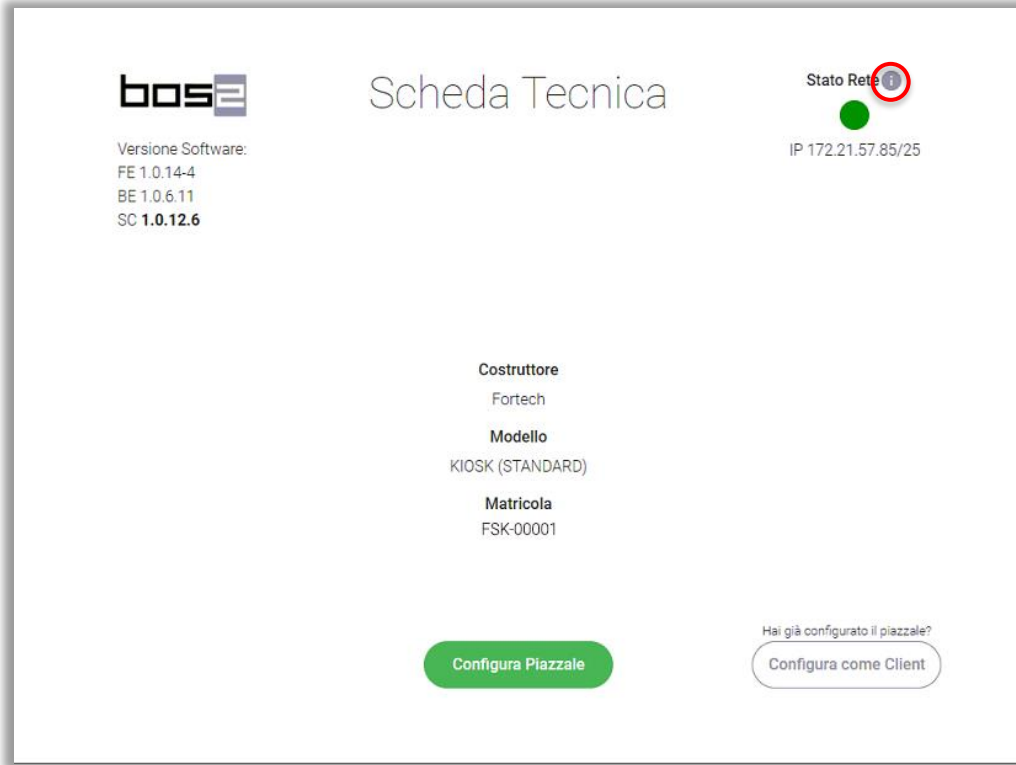 bos2
Scheda Tecnica
Stato Rete i
IP 172.21.57.85/25
Versione Software:
FE 1.0.14-4
BE 1.0.6.11
SC 1.0.12.6
Costruttore
Fortech
Modello
KIOSK (STANDARD)
Matricola
FSK-00001
Hai già configurato il piazzale?
Configura Piazzale
Configura come Client